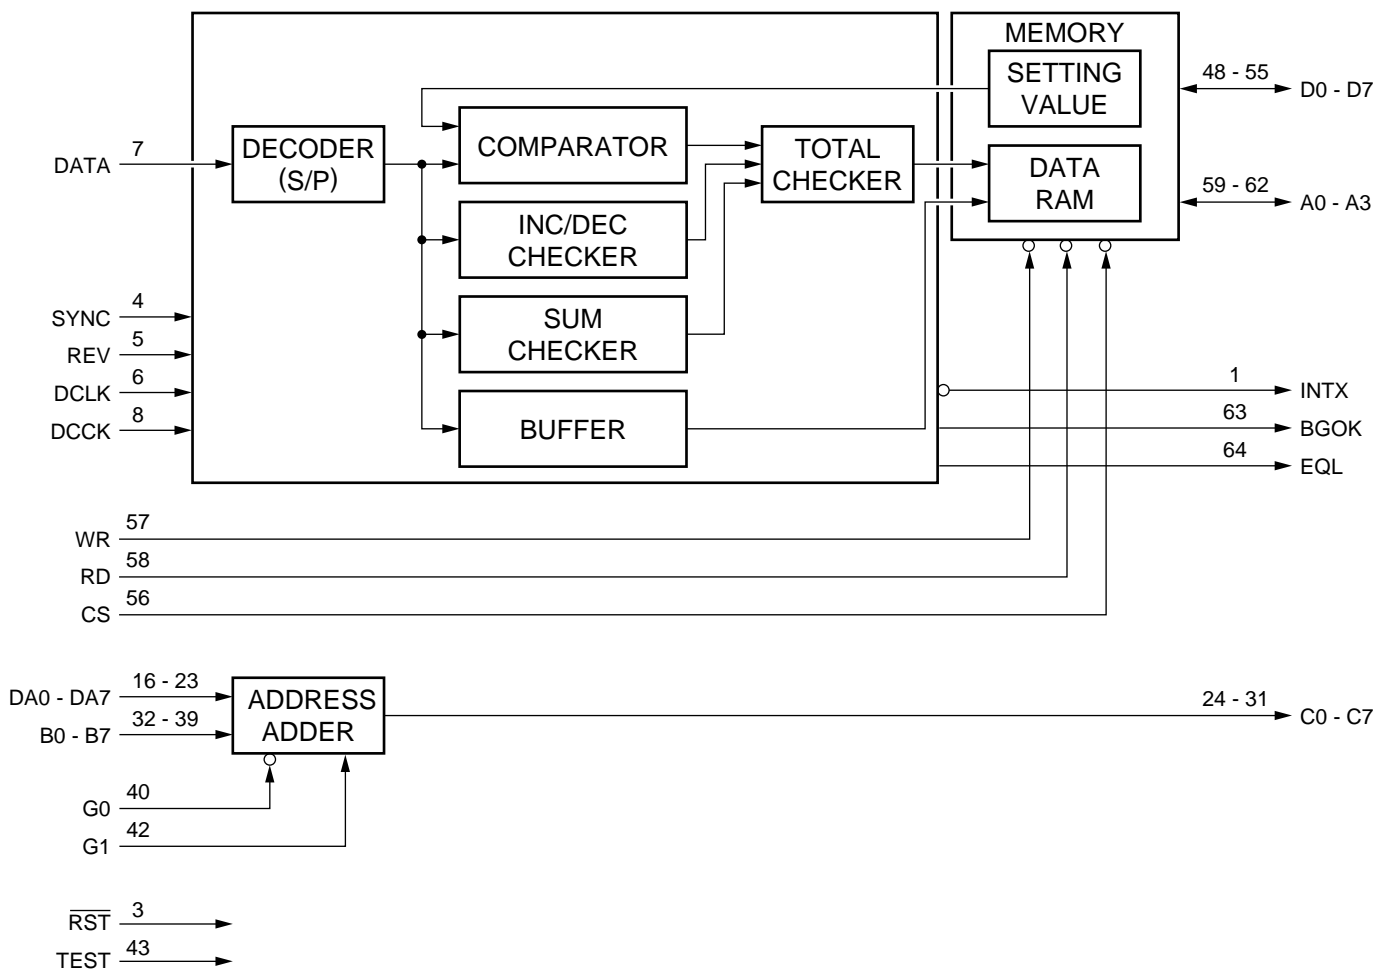 MEMORY
SETTING
VALUE
48 - 55
D0 - D7
DATA
7
DECODER
(S/P)
COMPARATOR
TOTAL
CHECKER
DATA
RAM
59 - 62
A0 - A3
INC/DEC
CHECKER
SUM
CHECKER
BUFFER
SYNC
4
REV
5
DCLK
6
DCCK
8
1
INTX
63
BGOK
64
EQL
WR
57
RD
58
CS
56
DA0 - DA7
16 - 23
B0 - B7
32 - 39
ADDRESS
ADDER
24 - 31
C0 - C7
G0
40
G1
42
R̅S̅T̅
3
TEST
43